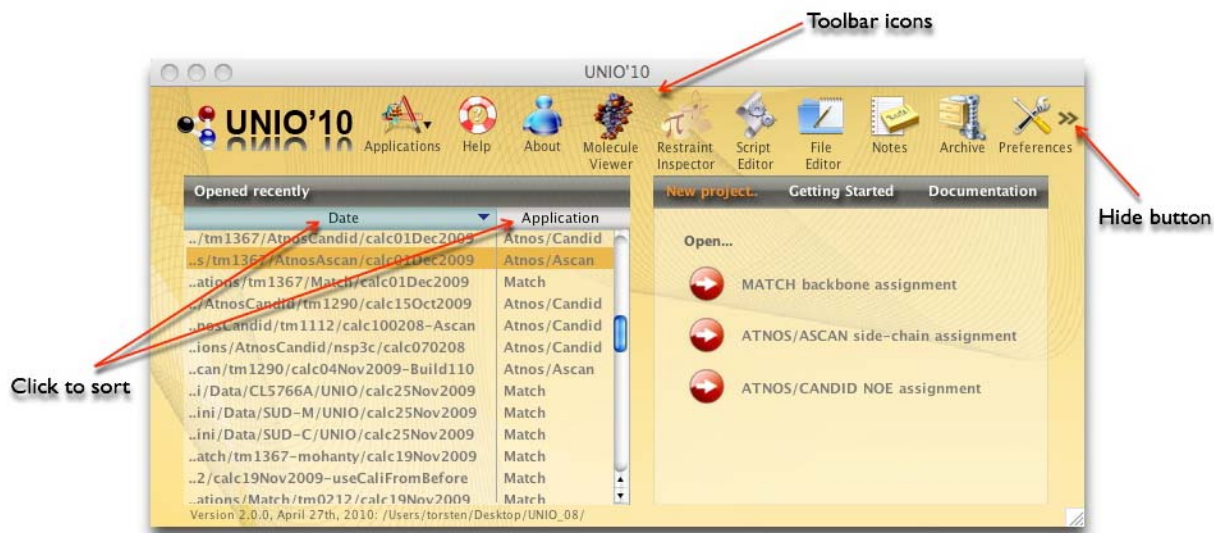 Toolbar icons
UNIO'10
UNIO'10
Applications
Help
About
Molecule Viewer
Restraint Inspector
Script Editor
File Editor
Notes
Archive
Preferences
Hide button
Opened recently
Date Application
../tm1367/AtnosCandid/calc01Dec2009 Atnos/Candid
..s/tm1367/AtnosAscan/calc01Dec2009 Atnos/Ascan
..ations/tm1367/Match/calc01Dec2009 Match
../AtnosCandid/tm1290/calc15Oct2009 Atnos/Candid
..nosCandid/tm1112/calc100208-Ascan Atnos/Candid
..ions/AtnosCandid/nsp3c/calc070208 Atnos/Candid
..can/tm1290/calc04Nov2009-Build110 Atnos/Ascan
..i/Data/CL5766A/UNIO/calc25Nov2009 Match
..ini/Data/SUD-M/UNIO/calc25Nov2009 Match
..ini/Data/SUD-C/UNIO/calc25Nov2009 Match
..atch/tm1367-mohanty/calc19Nov2009 Match
..2/calc19Nov2009-useCaliFromBefore Match
..ations/Match/tm0212/calc19Nov2009 Match
Click to sort
New project.. Getting Started Documentation
Open...
MATCH backbone assignment
ATNOS/ASCAN side-chain assignment
ATNOS/CANDID NOE assignment
Version 2.0.0, April 27th, 2010: /Users/torsten/Desktop/UNIO_08/